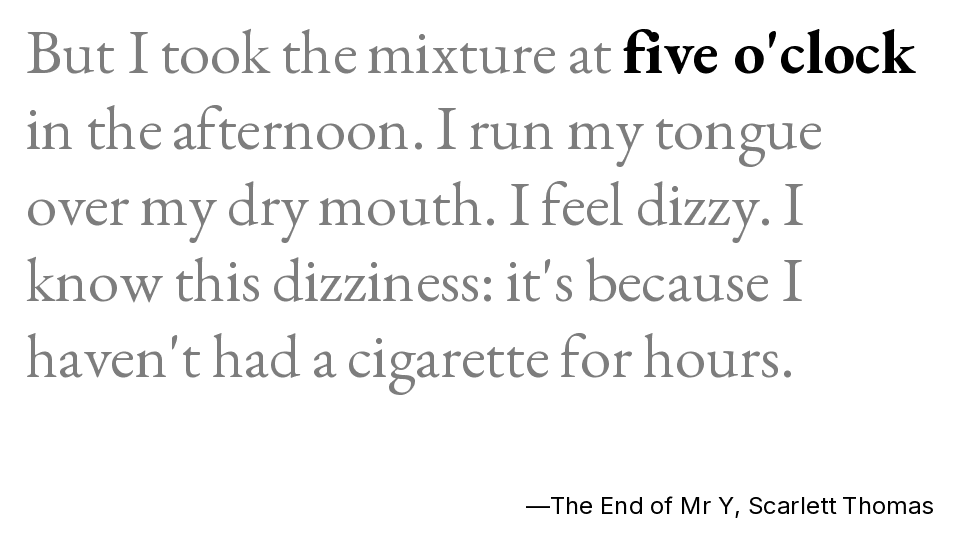 But I took the mixture at five o'clock
in the afternoon. I run my tongue
over my dry mouth. I feel dizzy. I
know this dizziness: it's because I
haven't had a cigarette for hours.
—The End of Mr Y, Scarlett Thomas